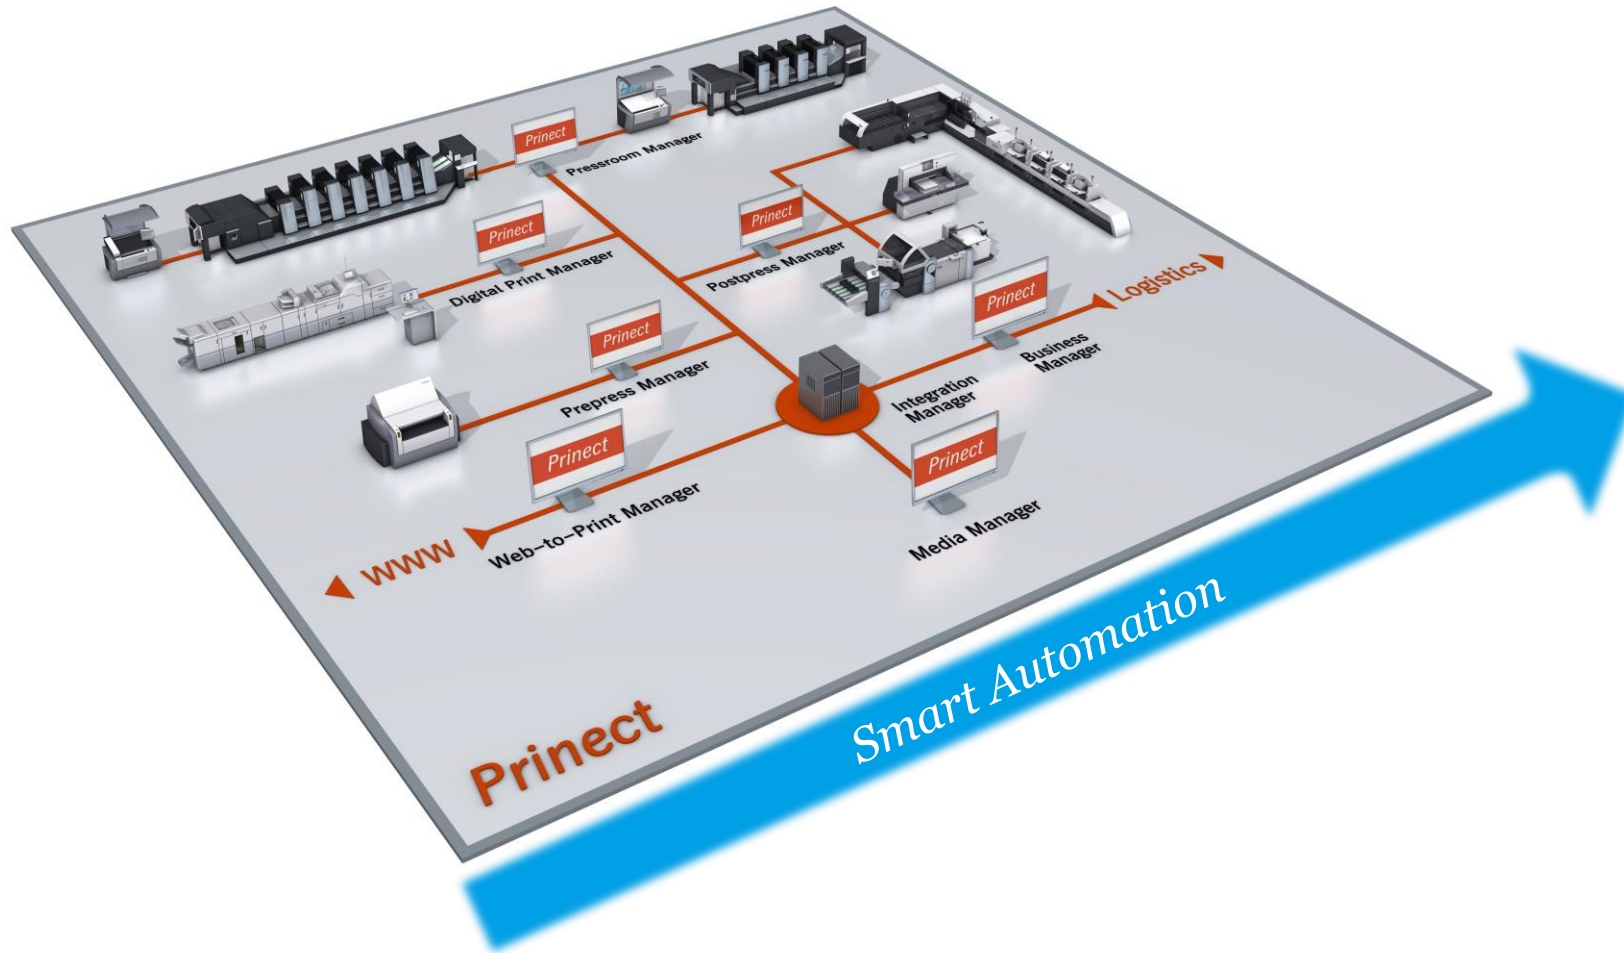 Prinect
Pressroom Manager
Prinect
Digital Print Manager
Prinect
Postpress Manager
Prinect
Prepress Manager
Prinect
Business
Manager
Logistics
Integration
Manager
Prinect
Web-to-Print Manager
WWW
Prinect
Media Manager
Prinect
Smart Automation